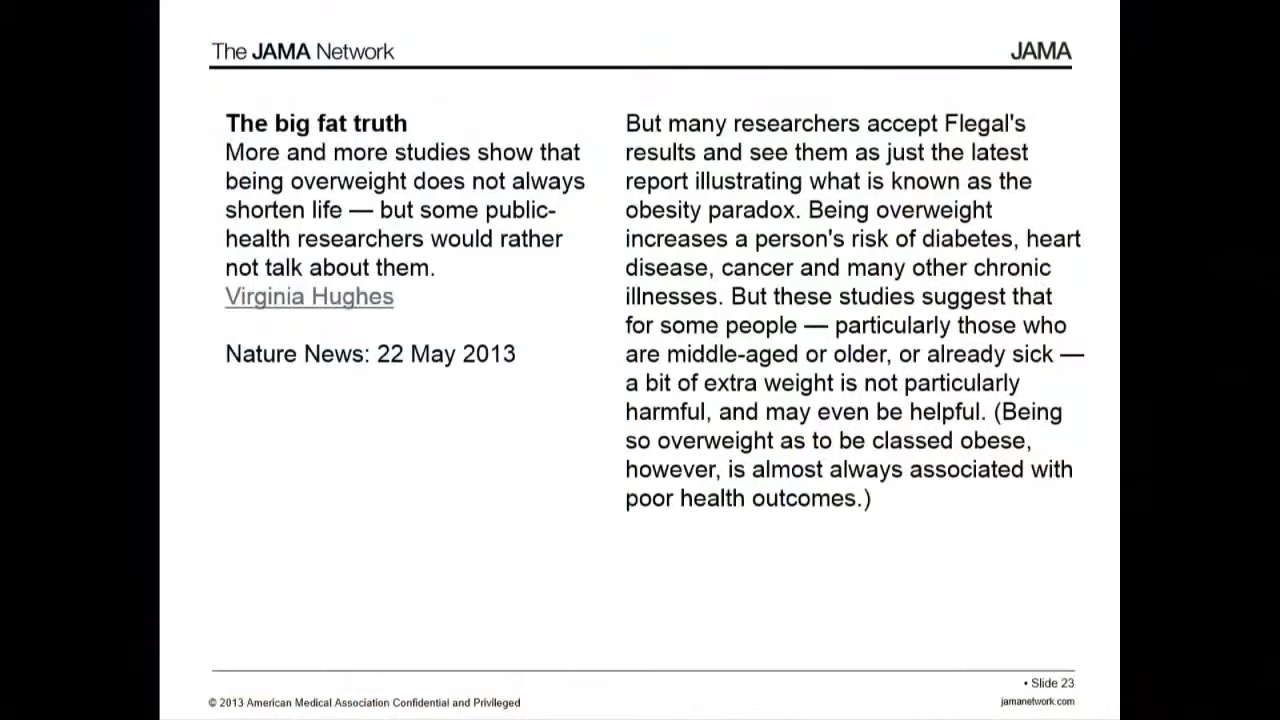 The JAMA Network
JAMA
The big fat truth
More and more studies show that
being overweight does not always
shorten life — but some public-
health researchers would rather
not talk about them.
Virginia Hughes
Nature News: 22 May 2013
But many researchers accept Flegal's
results and see them as just the latest
report illustrating what is known as the
obesity paradox. Being overweight
increases a person's risk of diabetes, heart
disease, cancer and many other chronic
illnesses. But these studies suggest that
for some people — particularly those who
are middle-aged or older, or already sick —
a bit of extra weight is not particularly
harmful, and may even be helpful. (Being
so overweight as to be classed obese,
however, is almost always associated with
poor health outcomes.)
• Slide 23
© 2013 American Medical Association Confidential and Privileged
jamanetwork.com